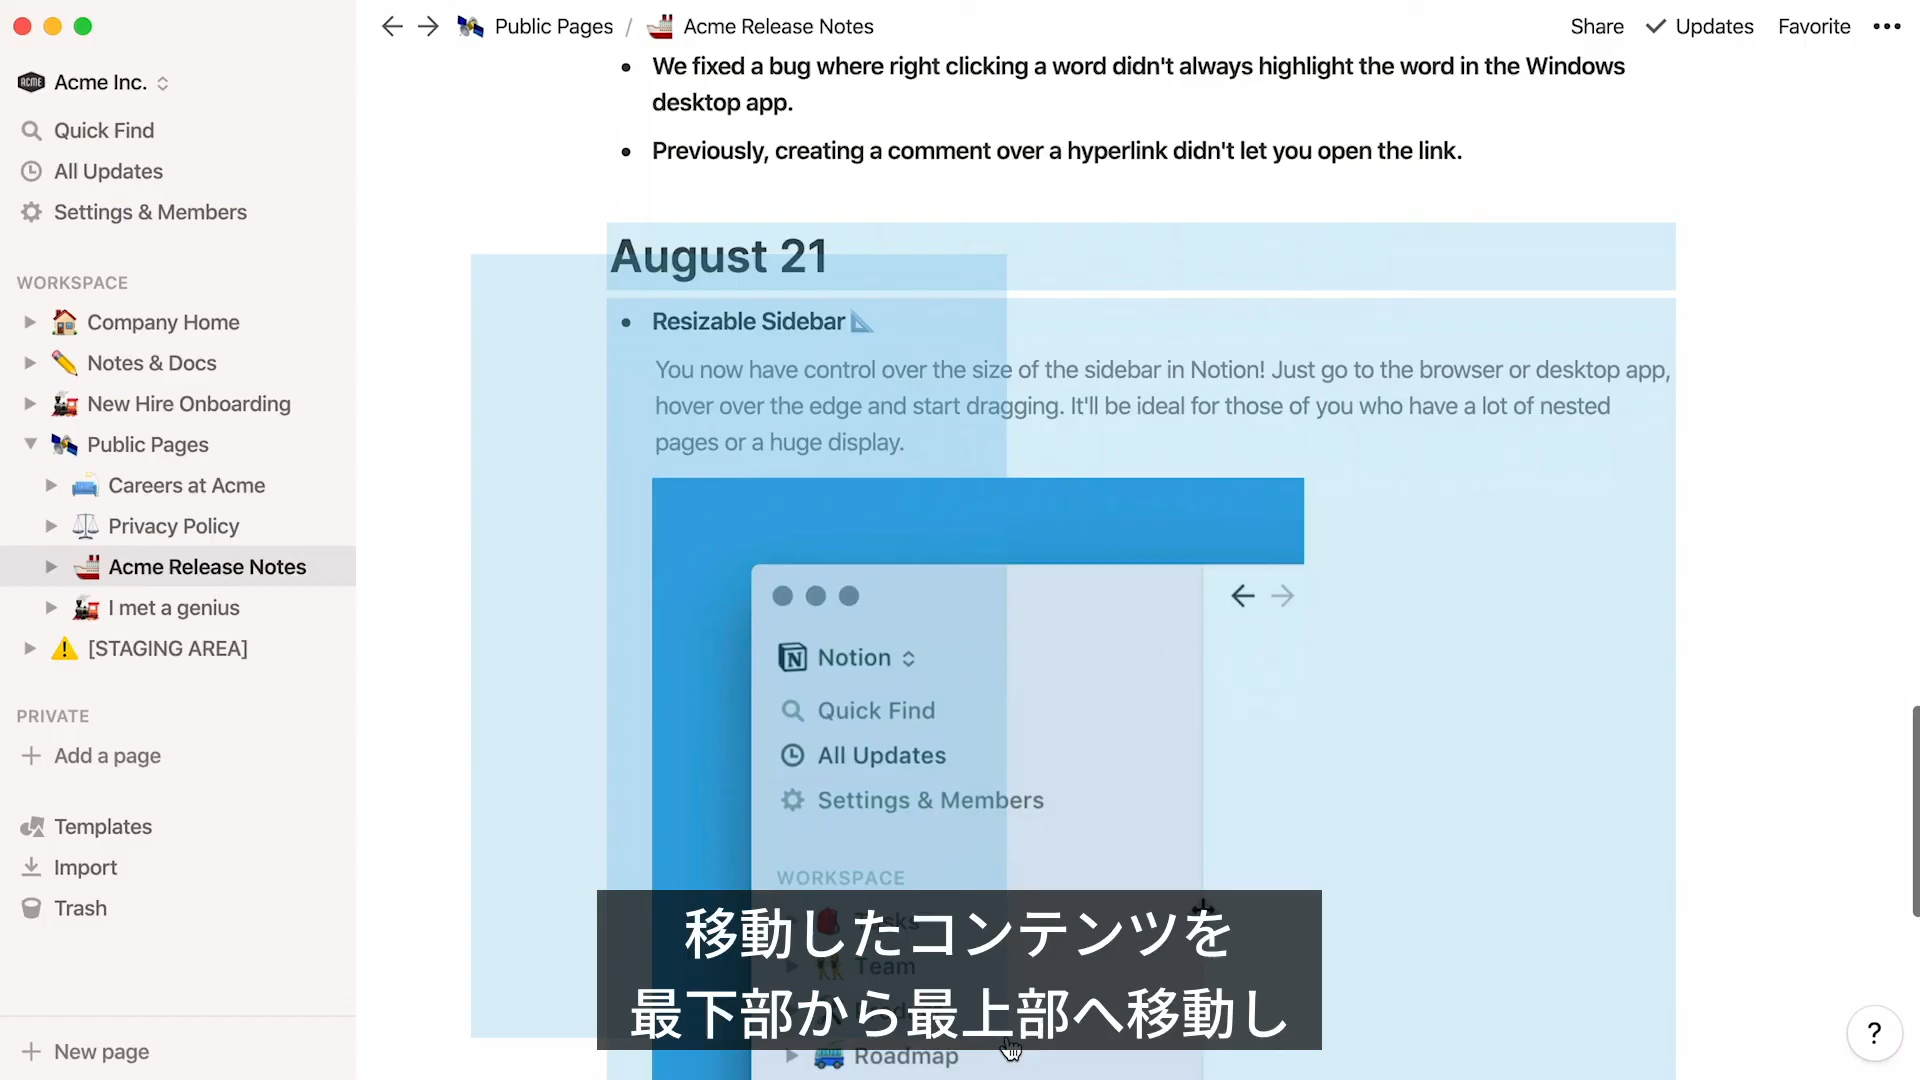 Acme Inc.
Quick Find
All Updates
Settings & Members
WORKSPACE
Company Home
Notes & Docs
New Hire Onboarding
Public Pages
Careers at Acme
Privacy Policy
Acme Release Notes
I met a genius
[STAGING AREA]
PRIVATE
Add a page
Templates
Import
Trash
New page
Public Pages / Acme Release Notes
Share Updates Favorite
We fixed a bug where right clicking a word didn't always highlight the word in the Windows
desktop app.
Previously, creating a comment over a hyperlink didn't let you open the link.
August 21
Resizable Sidebar
You now have control over the size of the sidebar in Notion! Just go to the browser or desktop app,
hover over the edge and start dragging. It'll be ideal for those of you who have a lot of nested
pages or a huge display.
Notion
Quick Find
All Updates
Settings & Members
WORKSPACE
Team
Roadmap
移動したコンテンツを
最下部から最上部へ移動し
?